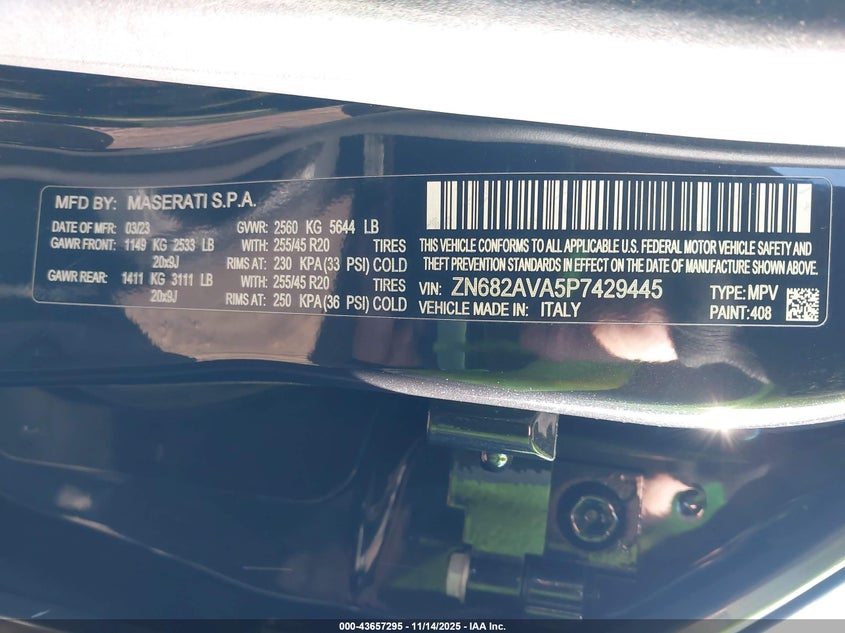 MFD BY: MASERATI S.P.A.
DATE OF MFR: 03/23 GVWR: 2560 KG 5644 LB
GAWR FRONT: 1149 KG 2533 LB WITH: 255/45 R20 TIRES
20x9J RIMS AT: 230 KPA (33 PSI) COLD
GAWR REAR: 1411 KG 3111 LB WITH: 255/45 R20 TIRES
20x9J RIMS AT: 250 KPA (36 PSI) COLD
THIS VEHICLE CONFORMS TO ALL APPLICABLE U.S. FEDERAL MOTOR VEHICLE SAFETY AND
THEFT PREVENTION STANDARDS IN EFFECT ON THE DATE OF MANUFACTURE SHOWN ABOVE.
VIN: ZN682AVA5P7429445 TYPE: MPV
VEHICLE MADE IN: ITALY PAINT: 408
000-43657295 - 11/14/2025 - IAA Inc.